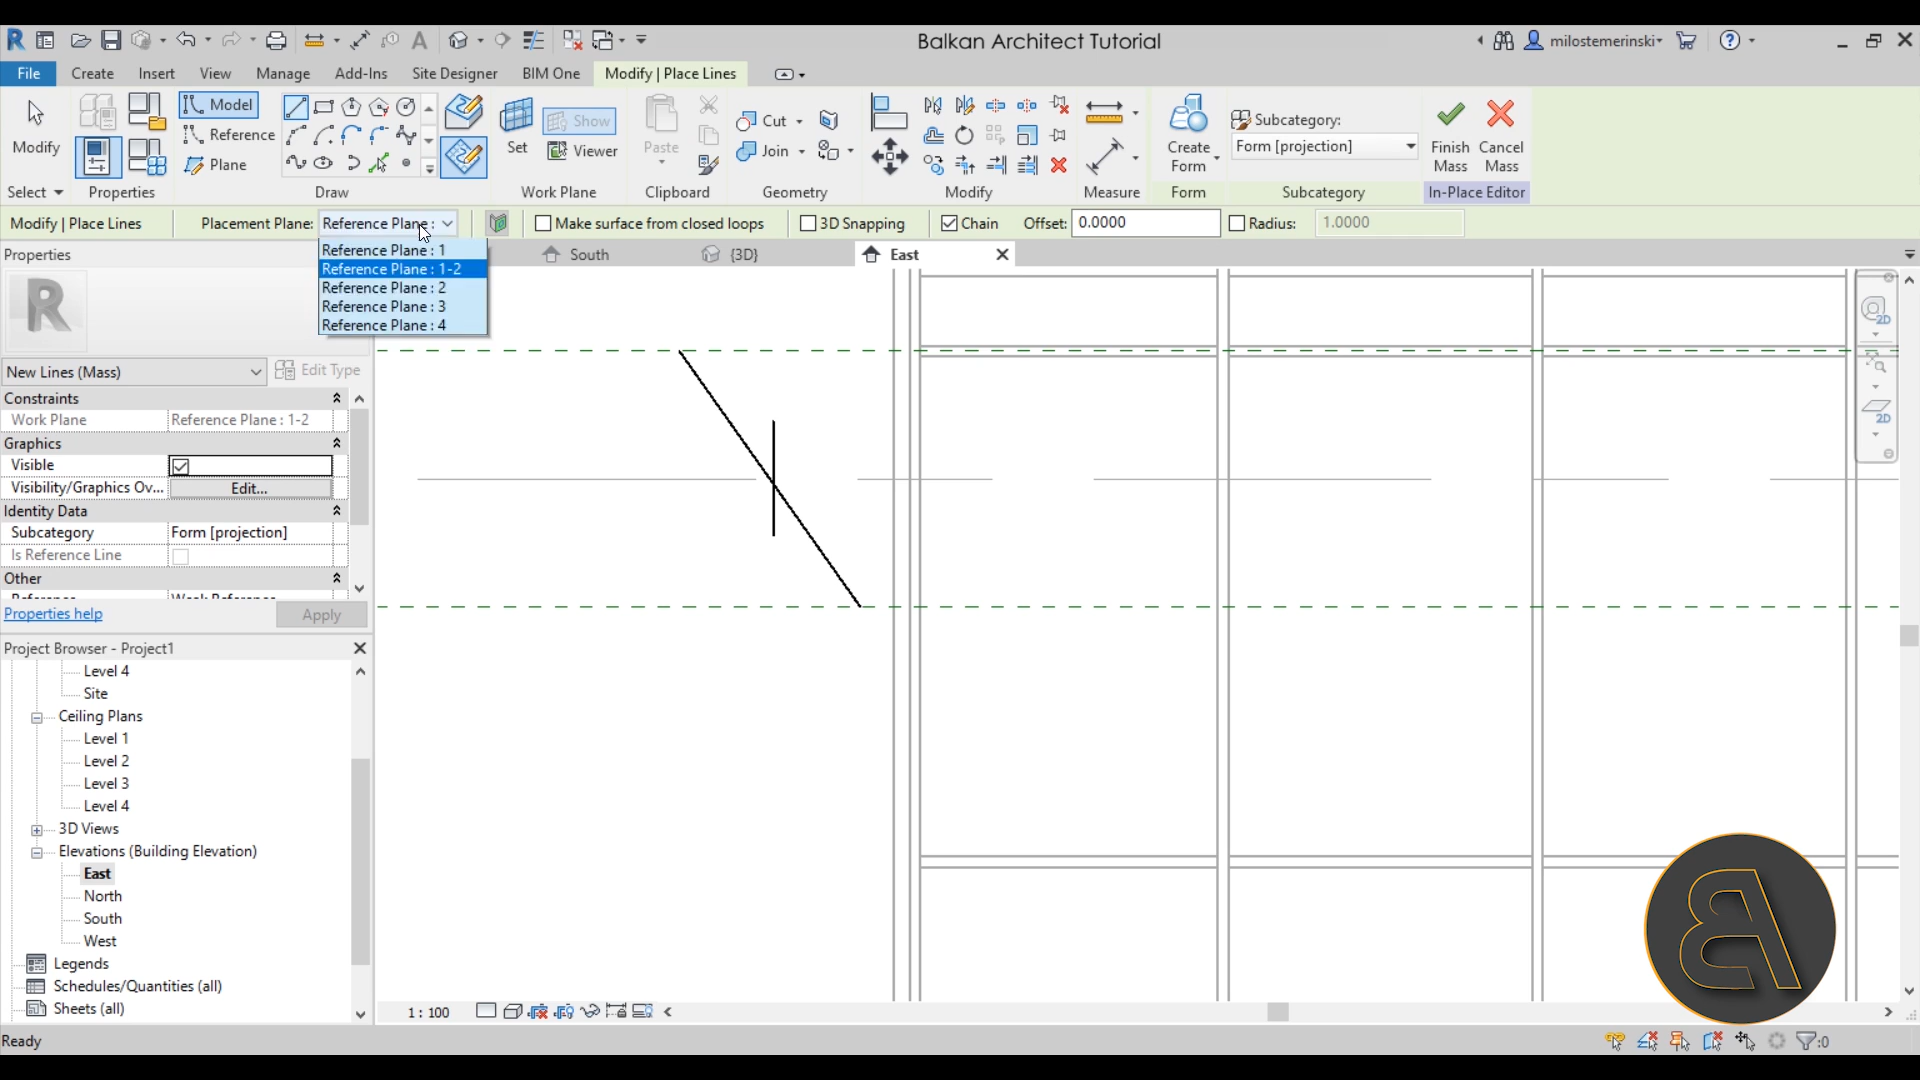 Balkan Architect Tutorial
milostemerinski
File Create Insert View Manage Add-Ins Site Designer BIM One Modify | Place Lines
Modify
Select
Properties
Model
Reference
Plane
Draw
Set
Show
Viewer
Work Plane
Paste
Clipboard
Cut
Join
Geometry
Modify
Measure
Create
Form
Form
Subcategory:
Form [projection]
Subcategory
Finish
Mass
Cancel
Mass
In-Place Editor
Modify | Place Lines Placement Plane: Reference Plane : Make surface from closed loops 3D Snapping Chain Offset: 0.0000 Radius: 1.0000
Reference Plane : 1
Reference Plane : 1-2
Reference Plane : 2
Reference Plane : 3
Reference Plane : 4
Properties
South {3D} East
R
New Lines (Mass) Edit Type
Constraints
Work Plane Reference Plane : 1-2
Graphics
Visible
Visibility/Graphics Ov... Edit...
Identity Data
Subcategory Form [projection]
Is Reference Line
Other
Reference Weak Reference
Properties help Apply
Project Browser - Project1
Level 4
Site
Ceiling Plans
Level 1
Level 2
Level 3
Level 4
3D Views
Elevations (Building Elevation)
East
North
South
West
Legends
Schedules/Quantities (all)
Sheets (all)
1 : 100
2D
2D
B
Ready
:0